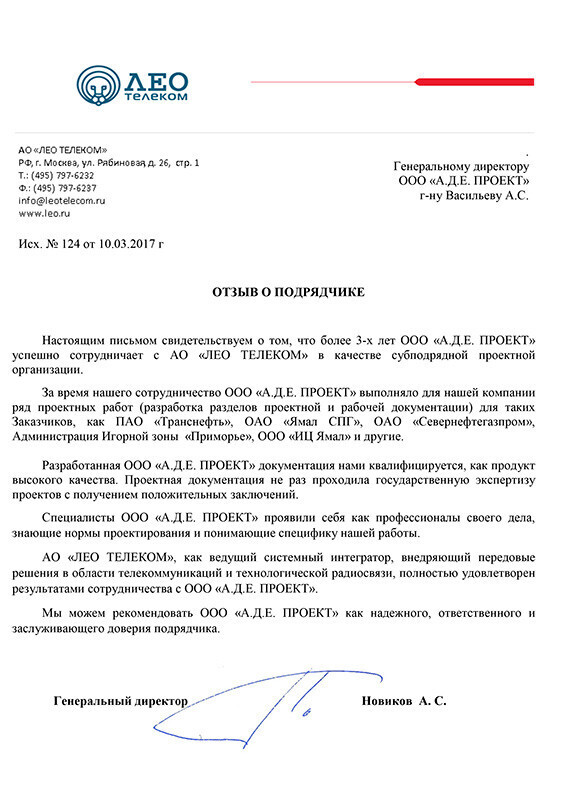 ЛЕО
ТЕЛЕКОМ
АО «ЛЕО ТЕЛЕКОМ»
РФ, г. Москва, ул. Рябиновая, д. 26, стр. 1
Т.: (495) 797-6232
Ф.: (495) 797-6237
info@leotelecom.ru
www.leo.ru
.
Генеральному директору
ООО «А.Д.Е. ПРОЕКТ»
г-ну Васильеву А.С.
Исх. № 124 от 10.03.2017 г
ОТЗЫВ О ПОДРЯДЧИКЕ
Настоящим письмом свидетельствуем о том, что более 3-х лет ООО «А.Д.Е. ПРОЕКТ»
успешно сотрудничает с АО «ЛЕО ТЕЛЕКОМ» в качестве субподрядной проектной
организации.
За время нашего сотрудничество ООО «А.Д.Е. ПРОЕКТ» выполняло для нашей компании
ряд проектных работ (разработка разделов проектной и рабочей документации) для таких
Заказчиков, как ПАО «Транснефть», ОАО «Ямал СПГ», ОАО «Севернефтегазпром»,
Администрация Игорной зоны «Приморье», ООО «ИЦ Ямал» и другие.
Разработанная ООО «А.Д.Е. ПРОЕКТ» документация нами квалифицируется, как продукт
высокого качества. Проектная документация не раз проходила государственную экспертизу
проектов с получением положительных заключений.
Специалисты ООО «А.Д.Е. ПРОЕКТ» проявили себя как профессионалы своего дела,
знающие нормы проектирования и понимающие специфику нашей работы.
АО «ЛЕО ТЕЛЕКОМ», как ведущий системный интегратор, внедряющий передовые
решения в области телекоммуникаций и технологической радиосвязи, полностью удовлетворен
результатами сотрудничества с ООО «А.Д.Е. ПРОЕКТ».
Мы можем рекомендовать ООО «А.Д.Е. ПРОЕКТ» как надежного, ответственного и
заслуживающего доверия подрядчика.
Генеральный директор Новиков А. С.